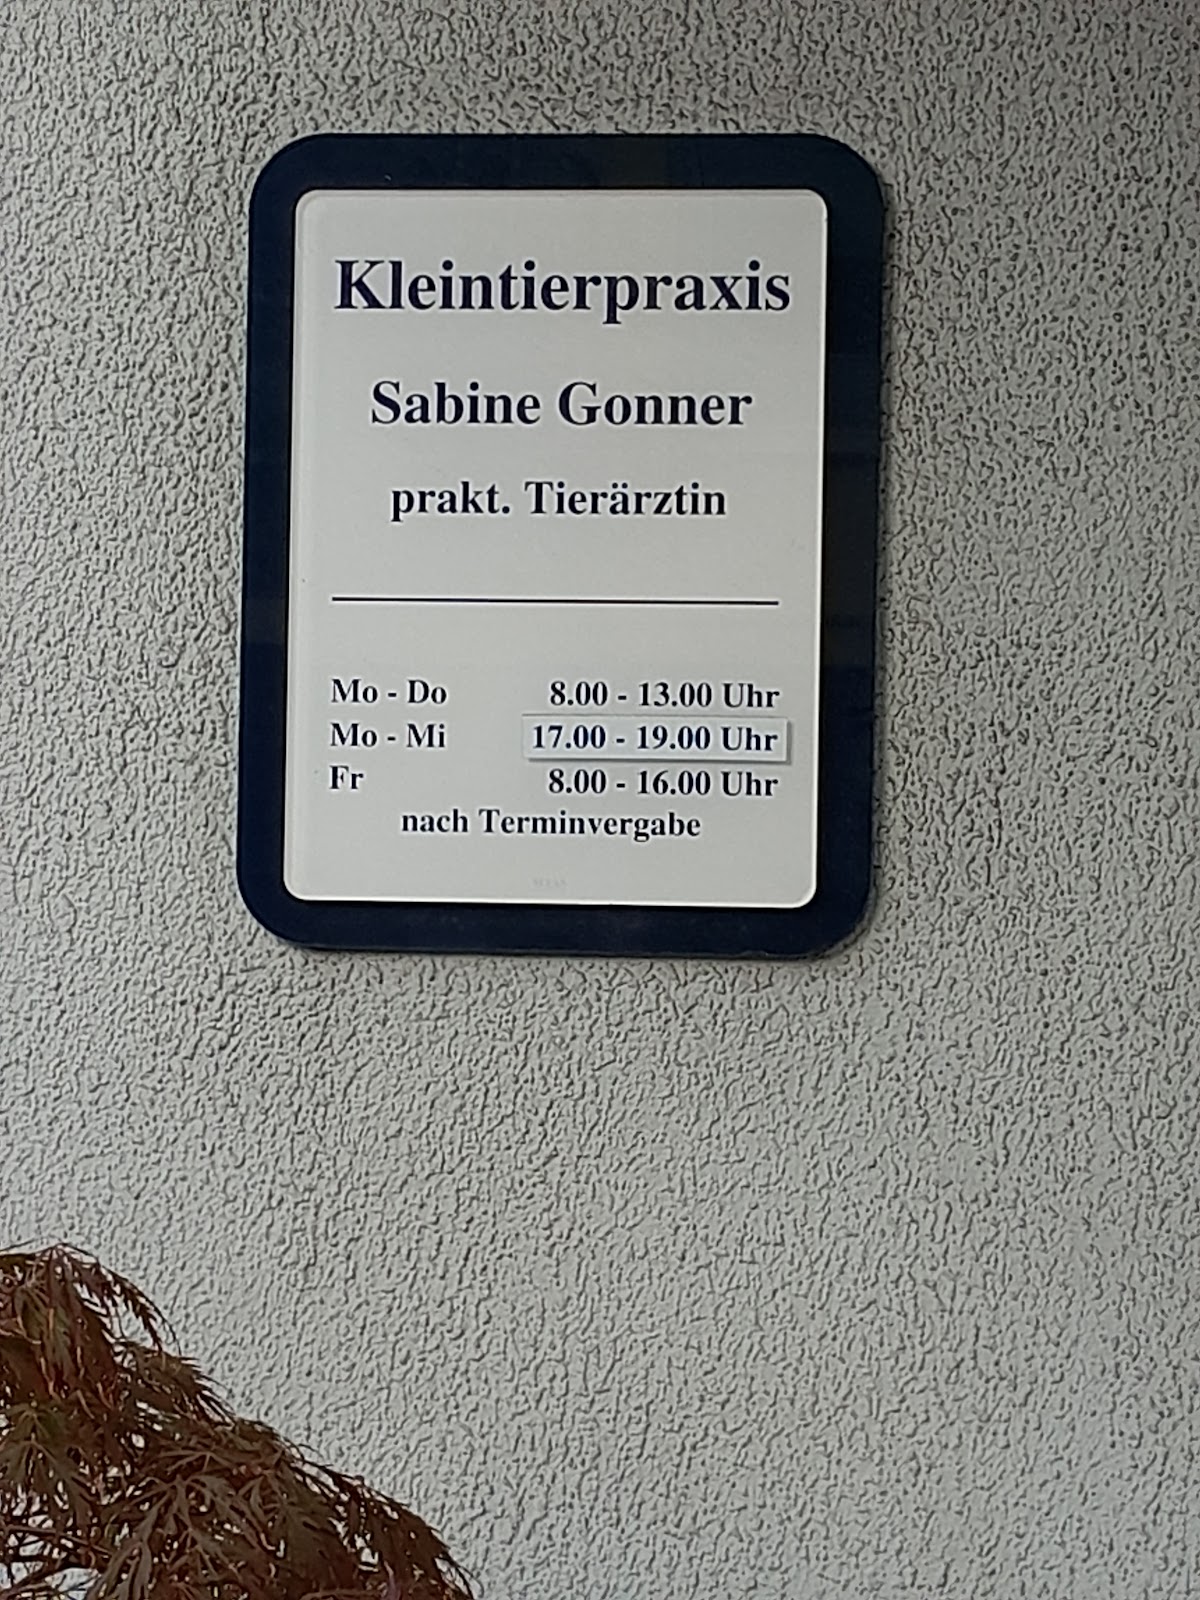 Kleintierpraxis
Sabine Gonner
prakt. Tierärztin
Mo - Do 8.00 - 13.00 Uhr
Mo - Mi 17.00 - 19.00 Uhr
Fr 8.00 - 16.00 Uhr
nach Terminvergabe